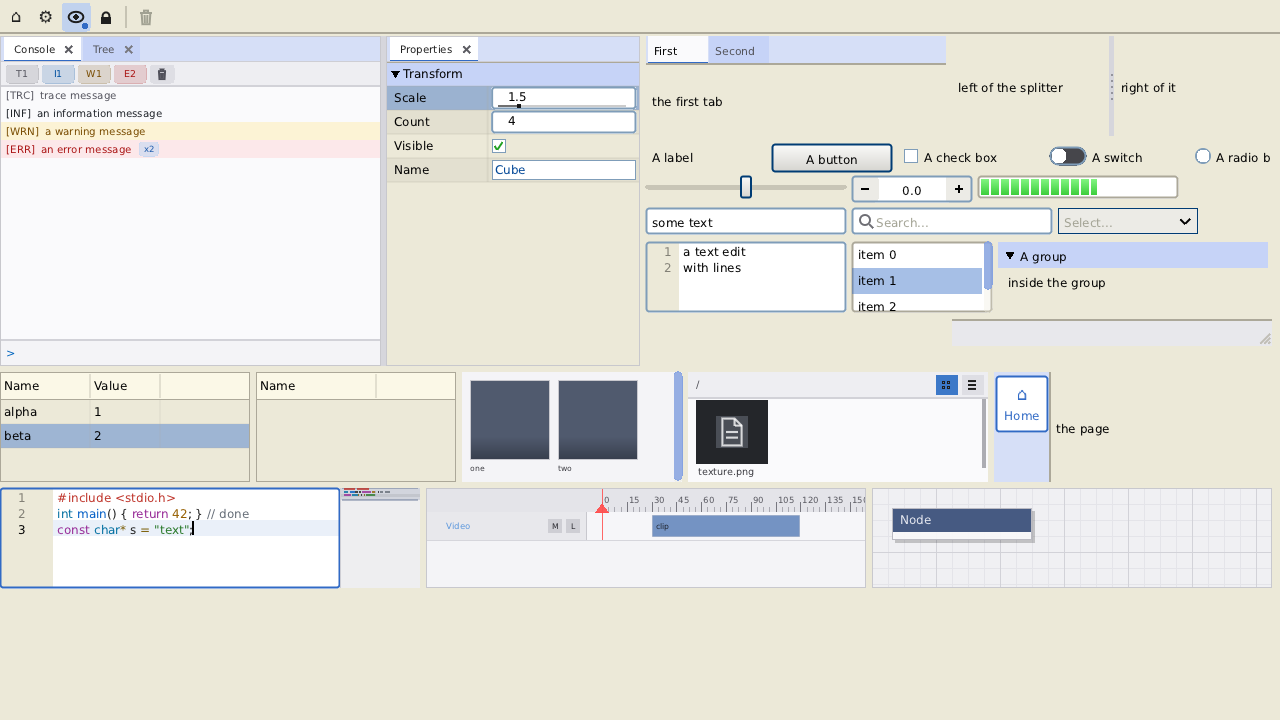 Console
Tree
T1
I1
W1
E2
[TRC] trace message
[INF] an information message
[WRN] a warning message
[ERR] an error message x2
>
Properties
Transform
Scale 1.5
Count 4
Visible
Name Cube
First
Second
the first tab
left of the splitter
right of it
A label
A button
A check box
A switch
A radio b
− 0.0 +
some text
Search...
Select...
1 a text edit
2 with lines
item 0
item 1
item 2
A group
inside the group
Name Value
alpha 1
beta 2
Name
one
two
/
texture.png
Home
the page
1 #include <stdio.h>
2 int main() { return 42; } // done
3 const char* s = "text";
0 15 30 45 60 75 90 105 120 135 150
Video M L
clip
Node